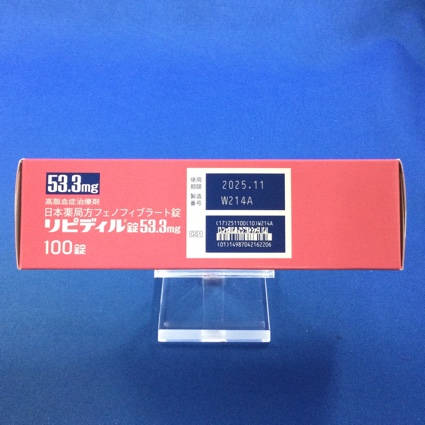 53.3mg
高脂血症治療剤
日本薬局方フェノフィブラート錠
リピディル®錠53.3mg
100錠
使用
期限
2025.11
製造
番号
W214A
(17)251100(10)W214A
GS1
(01)14987042162206